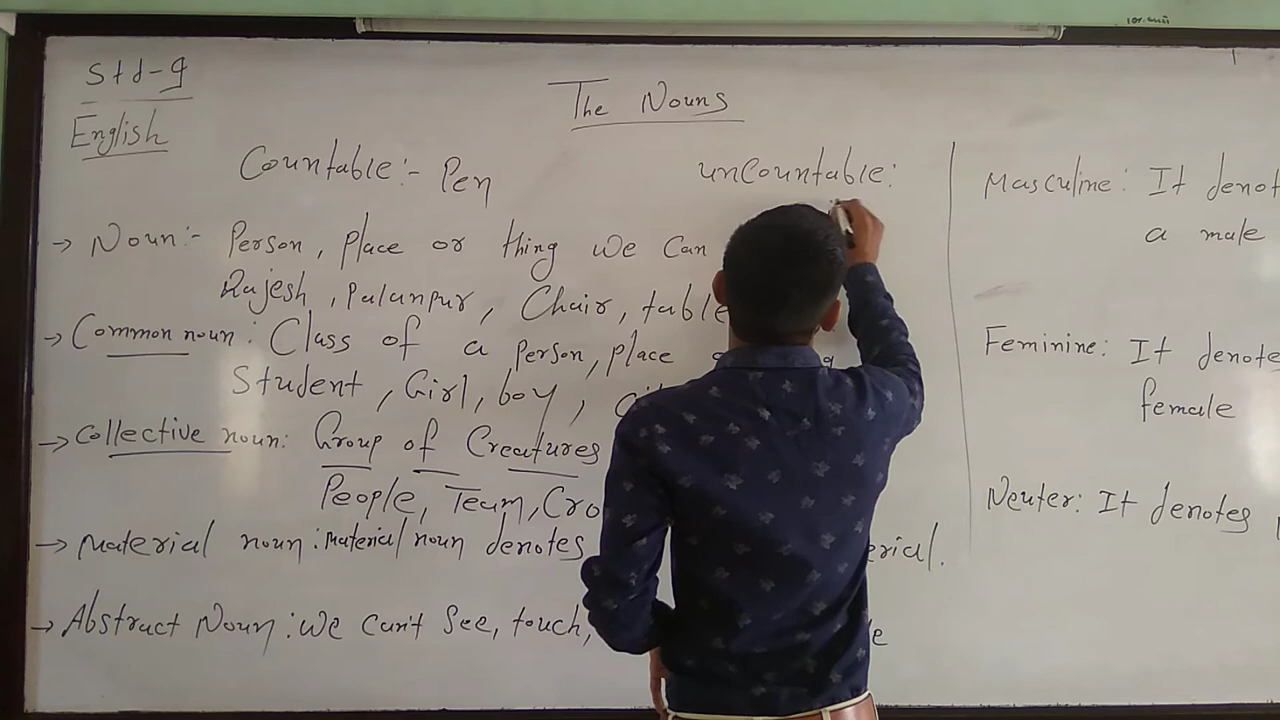 Std-9
English
The Nouns
Countable:- Pen
uncountable:
→ Noun:- Person, place or thing we can
Rajesh, Palanpur, Chair, table
→ Common noun: Class of a person, place
Student, Girl, boy,
→ Collective noun: Group of Creatures
People, Team, Cro
→ Material noun: Material noun denotes erial.
→ Abstract Noun: We can't see, touch, e
Masculine: It denot
a male
Feminine: It denotes
female
Neuter: It denotes